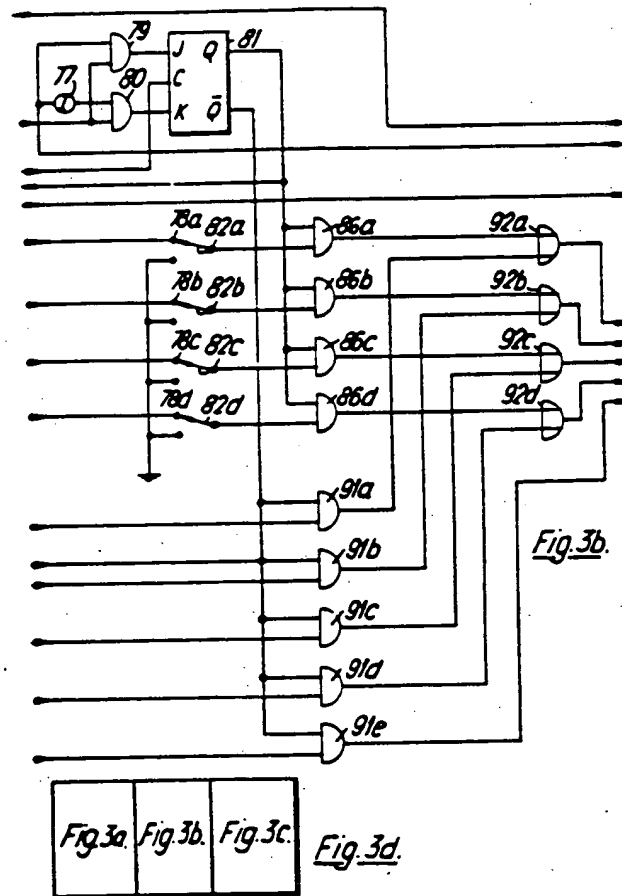 79
81
J Q
77
C
80
K Q̄
78a 82a 86a 92a
78b 82b 86b 92b
78c 82c 86c 92c
78d 82d 86d 92d
91a
91b
Fig.3b.
91c
91d
91e
Fig.3a. Fig.3b. Fig.3c. Fig.3d.